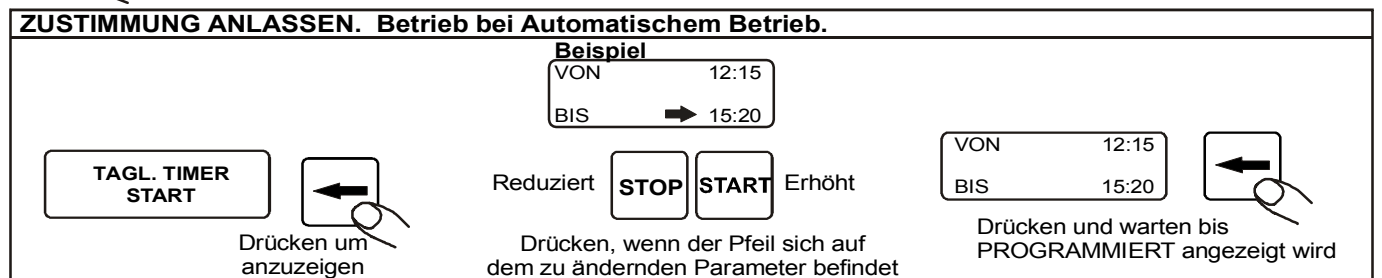 ZUSTIMMUNG ANLASSEN. Betrieb bei Automatischem Betrieb.
Beispiel
VON 12:15
BIS 15:20
TAGL. TIMER
START
Drücken um
anzuzeigen
Reduziert STOP START Erhöht
Drücken, wenn der Pfeil sich auf
dem zu ändernden Parameter befindet
VON 12:15
BIS 15:20
Drücken und warten bis
PROGRAMMIERT angezeigt wird